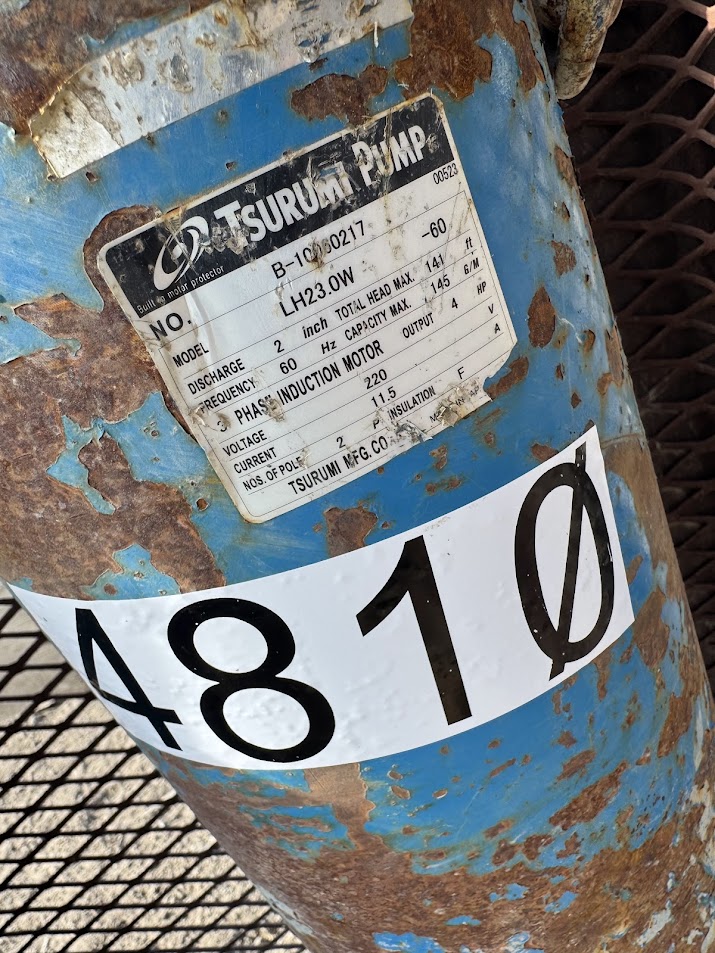 TSURUMI PUMP
Built in motor protector 00523
NO. B-10
MODEL LH23.0W -60
DISCHARGE 2 inch TOTAL HEAD MAX. 141 ft
FREQUENCY 60 Hz CAPACITY MAX. 145 G/M
3 PHASE INDUCTION MOTOR OUTPUT 4 HP
VOLTAGE 220 V
CURRENT 11.5 A
NOS. OF POLE 2 P INSULATION F
TSURUMI MFG.CO
4810